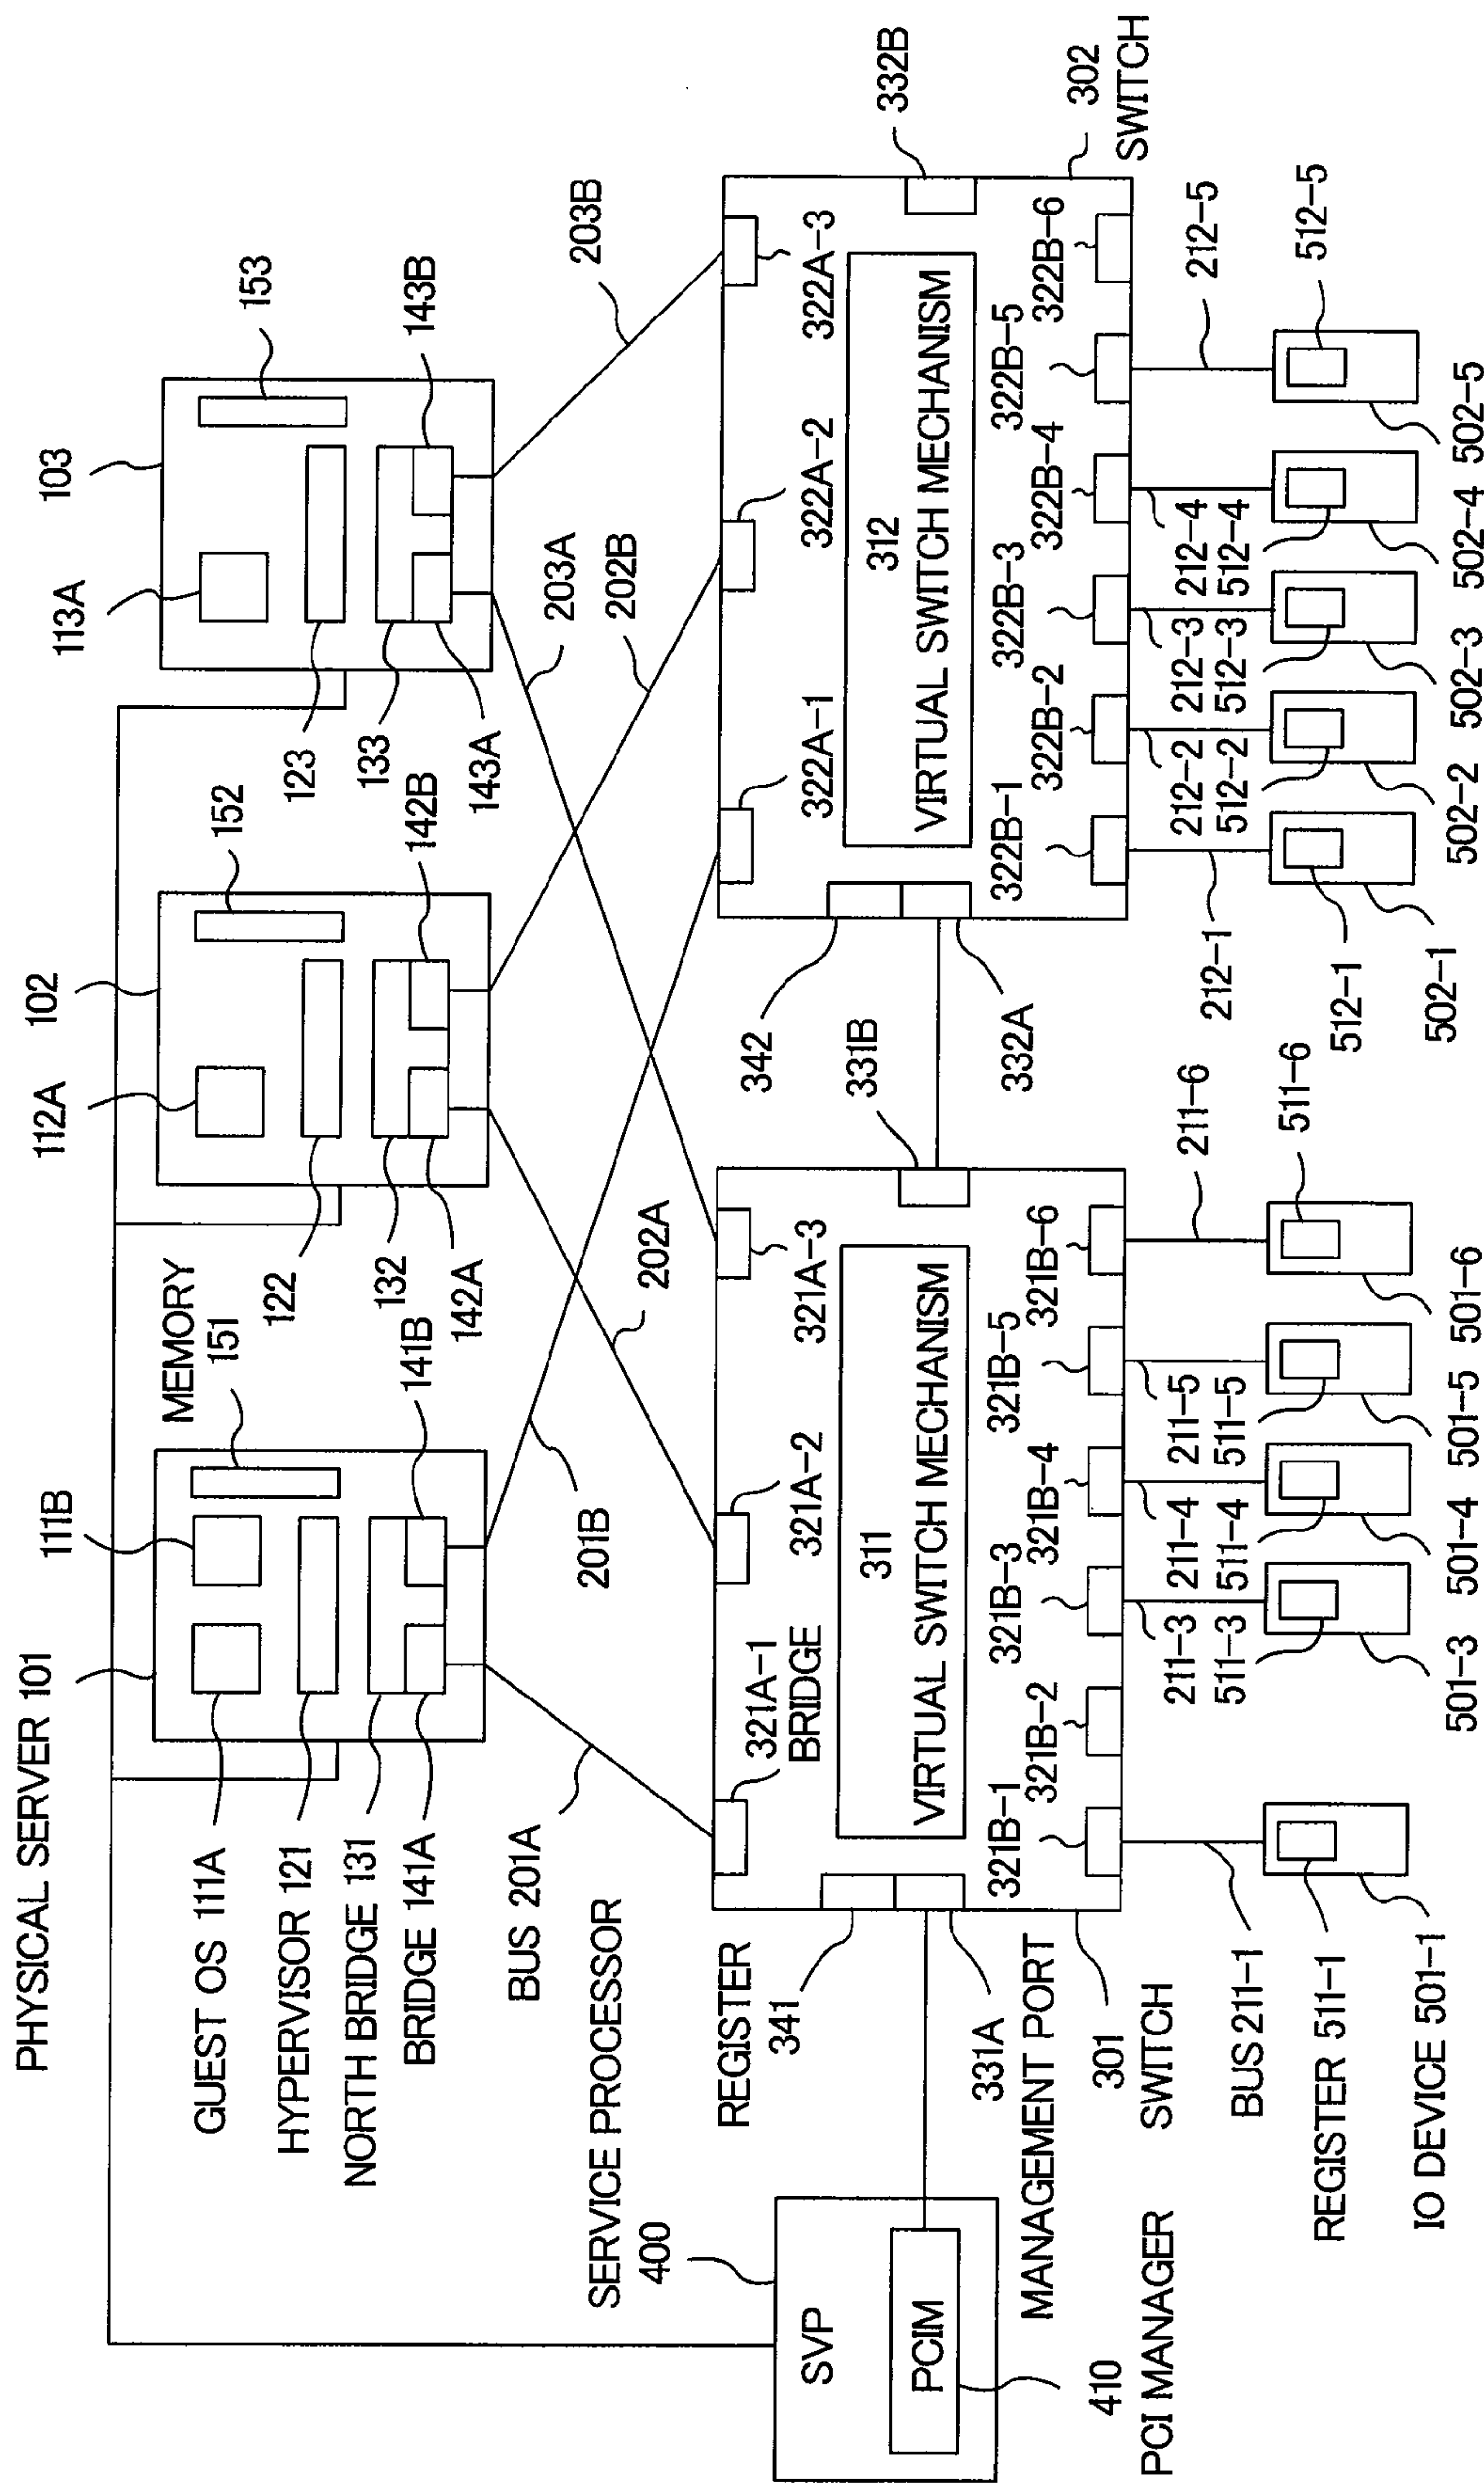 PHYSICAL SERVER 101
111B
MEMORY
151
112A
102
152
113A
103
153
GUEST OS 111A
HYPERVISOR 121
NORTH BRIDGE 131
BRIDGE 141A
141B
122
132
142A
142B
123
133
143A
143B
BUS 201A
201B
202A
202B
203A
203B
SERVICE PROCESSOR
400
SVP
PCIM
410
PCI MANAGER
REGISTER
341
331A
MANAGEMENT PORT
301
SWITCH
321A-1
BRIDGE
321A-2
321A-3
311
VIRTUAL SWITCH MECHANISM
331B
321B-1
321B-2
321B-3
321B-4
321B-5
321B-6
342
332A
322A-1
322A-2
322A-3
312
VIRTUAL SWITCH MECHANISM
332B
302
SWITCH
322B-1
322B-2
322B-3
322B-4
322B-5
322B-6
BUS 211-1
REGISTER 511-1
IO DEVICE 501-1
211-3
511-3
501-3
211-4
511-4
501-4
211-5
511-5
501-5
211-6
511-6
501-6
212-1
512-1
502-1
212-2
512-2
502-2
212-3
512-3
502-3
212-4
512-4
502-4
212-5
512-5
502-5